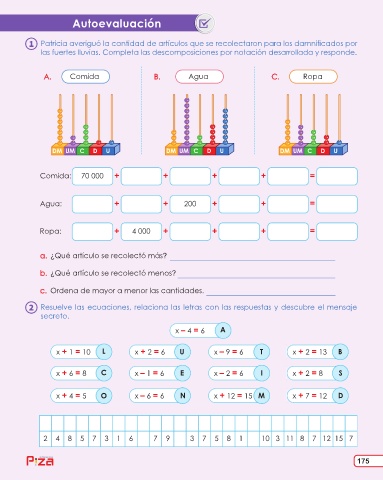 Autoevaluación
1 Patricia averiguó la cantidad de artículos que se recolectaron para los damnificados por
las fuertes lluvias. Completa las descomposiciones por notación desarrollada y responde.
A. Comida B. Agua C. Ropa
DM UM C D U DM UM C D U DM UM C D U
Comida: 70 000 + + + + =
Agua: + + 200 + + =
Ropa: + 4 000 + + + =
a. ¿Qué artículo se recolectó más?
b. ¿Qué artículo se recolectó menos?
c. Ordena de mayor a menor las cantidades.
2 Resuelve las ecuaciones, relaciona las letras con las respuestas y descubre el mensaje
secreto.
x – 4 = 6 A
x + 1 = 10 L x + 2 = 6 U x – 9 = 6 T x + 2 = 13 B
x + 6 = 8 C x – 1 = 6 E x – 2 = 6 I x + 2 = 8 S
x + 4 = 5 O x – 6 = 6 N x + 12 = 15 M x + 7 = 12 D
2 4 8 5 7 3 1 6 7 9 3 7 5 8 1 10 3 11 8 7 12 15 7
P:za
175